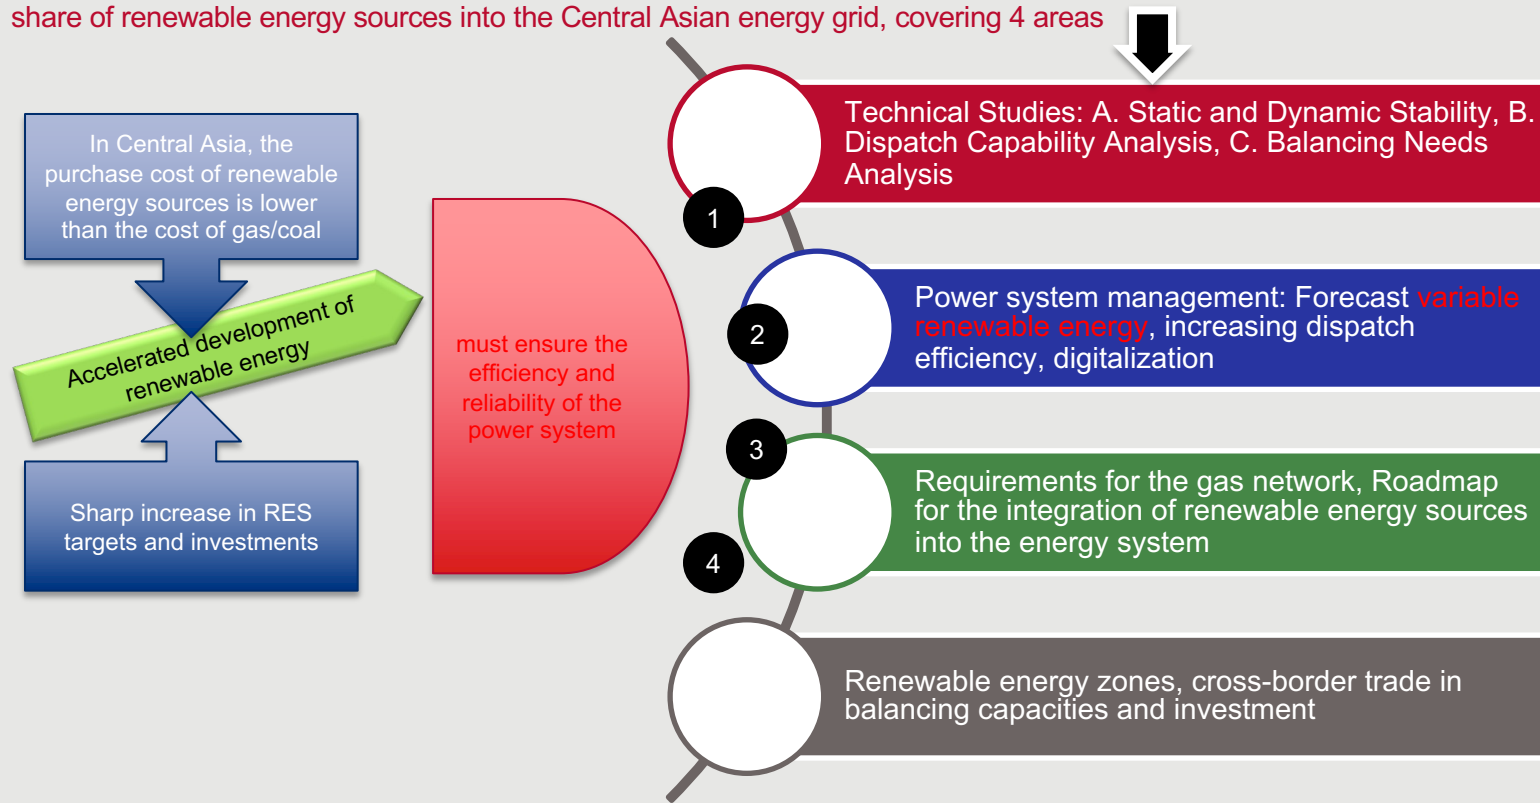 share of renewable energy sources into the Central Asian energy grid, covering 4 areas
In Central Asia, the
purchase cost of renewable
energy sources is lower
than the cost of gas/coal
Accelerated development of
renewable energy
Sharp increase in RES
targets and investments
must ensure the
efficiency and
reliability of the
power system
1
Technical Studies: A. Static and Dynamic Stability, B.
Dispatch Capability Analysis, C. Balancing Needs
Analysis
2
Power system management: Forecast variable
renewable energy, increasing dispatch
efficiency, digitalization
3
Requirements for the gas network, Roadmap
for the integration of renewable energy sources
into the energy system
4
Renewable energy zones, cross-border trade in
balancing capacities and investment